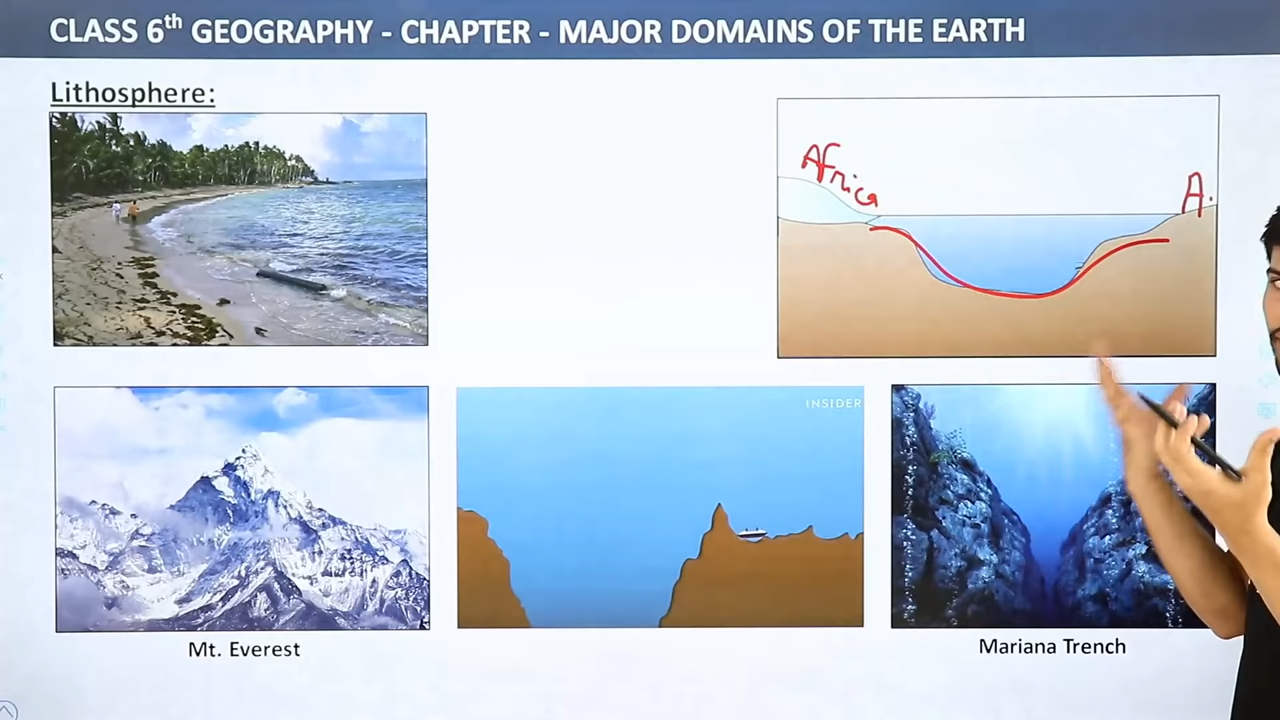 CLASS 6th GEOGRAPHY - CHAPTER - MAJOR DOMAINS OF THE EARTH
Lithosphere:
Africa
A.
INSIDER
Mt. Everest
Mariana Trench